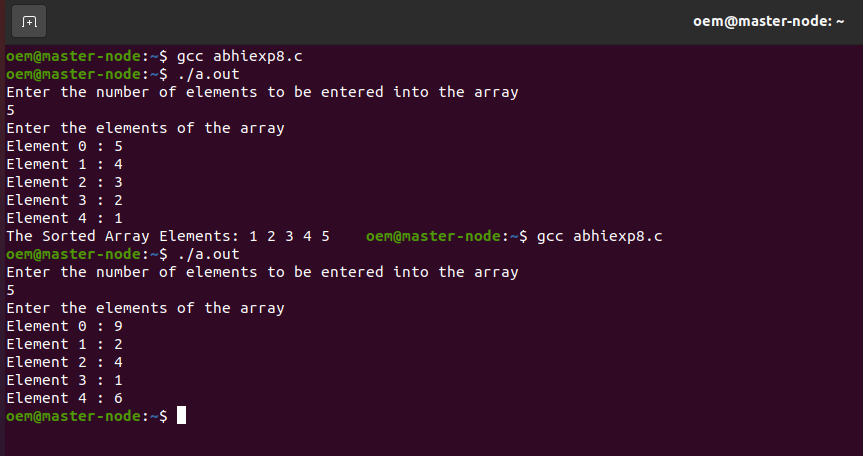 oem@master-node: ~
oem@master-node:~$ gcc abhiexp8.c
oem@master-node:~$ ./a.out
Enter the number of elements to be entered into the array
5
Enter the elements of the array
Element 0 : 5
Element 1 : 4
Element 2 : 3
Element 3 : 2
Element 4 : 1
The Sorted Array Elements: 1 2 3 4 5    oem@master-node:~$ gcc abhiexp8.c
oem@master-node:~$ ./a.out
Enter the number of elements to be entered into the array
5
Enter the elements of the array
Element 0 : 9
Element 1 : 2
Element 2 : 4
Element 3 : 1
Element 4 : 6
oem@master-node:~$